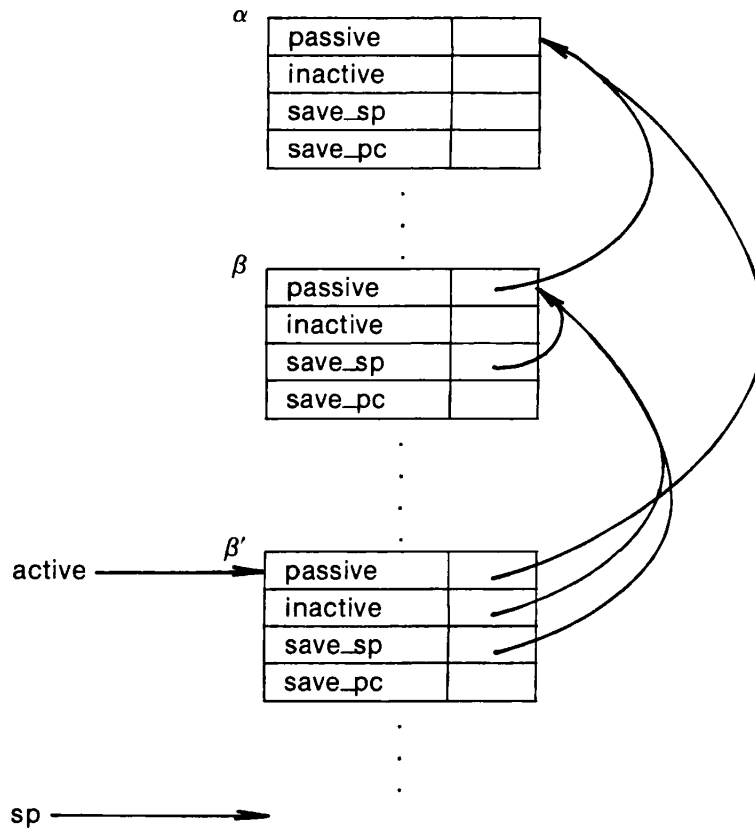 α
passive
inactive
save_sp
save_pc
β
passive
inactive
save_sp
save_pc
β'
active
passive
inactive
save_sp
save_pc
sp